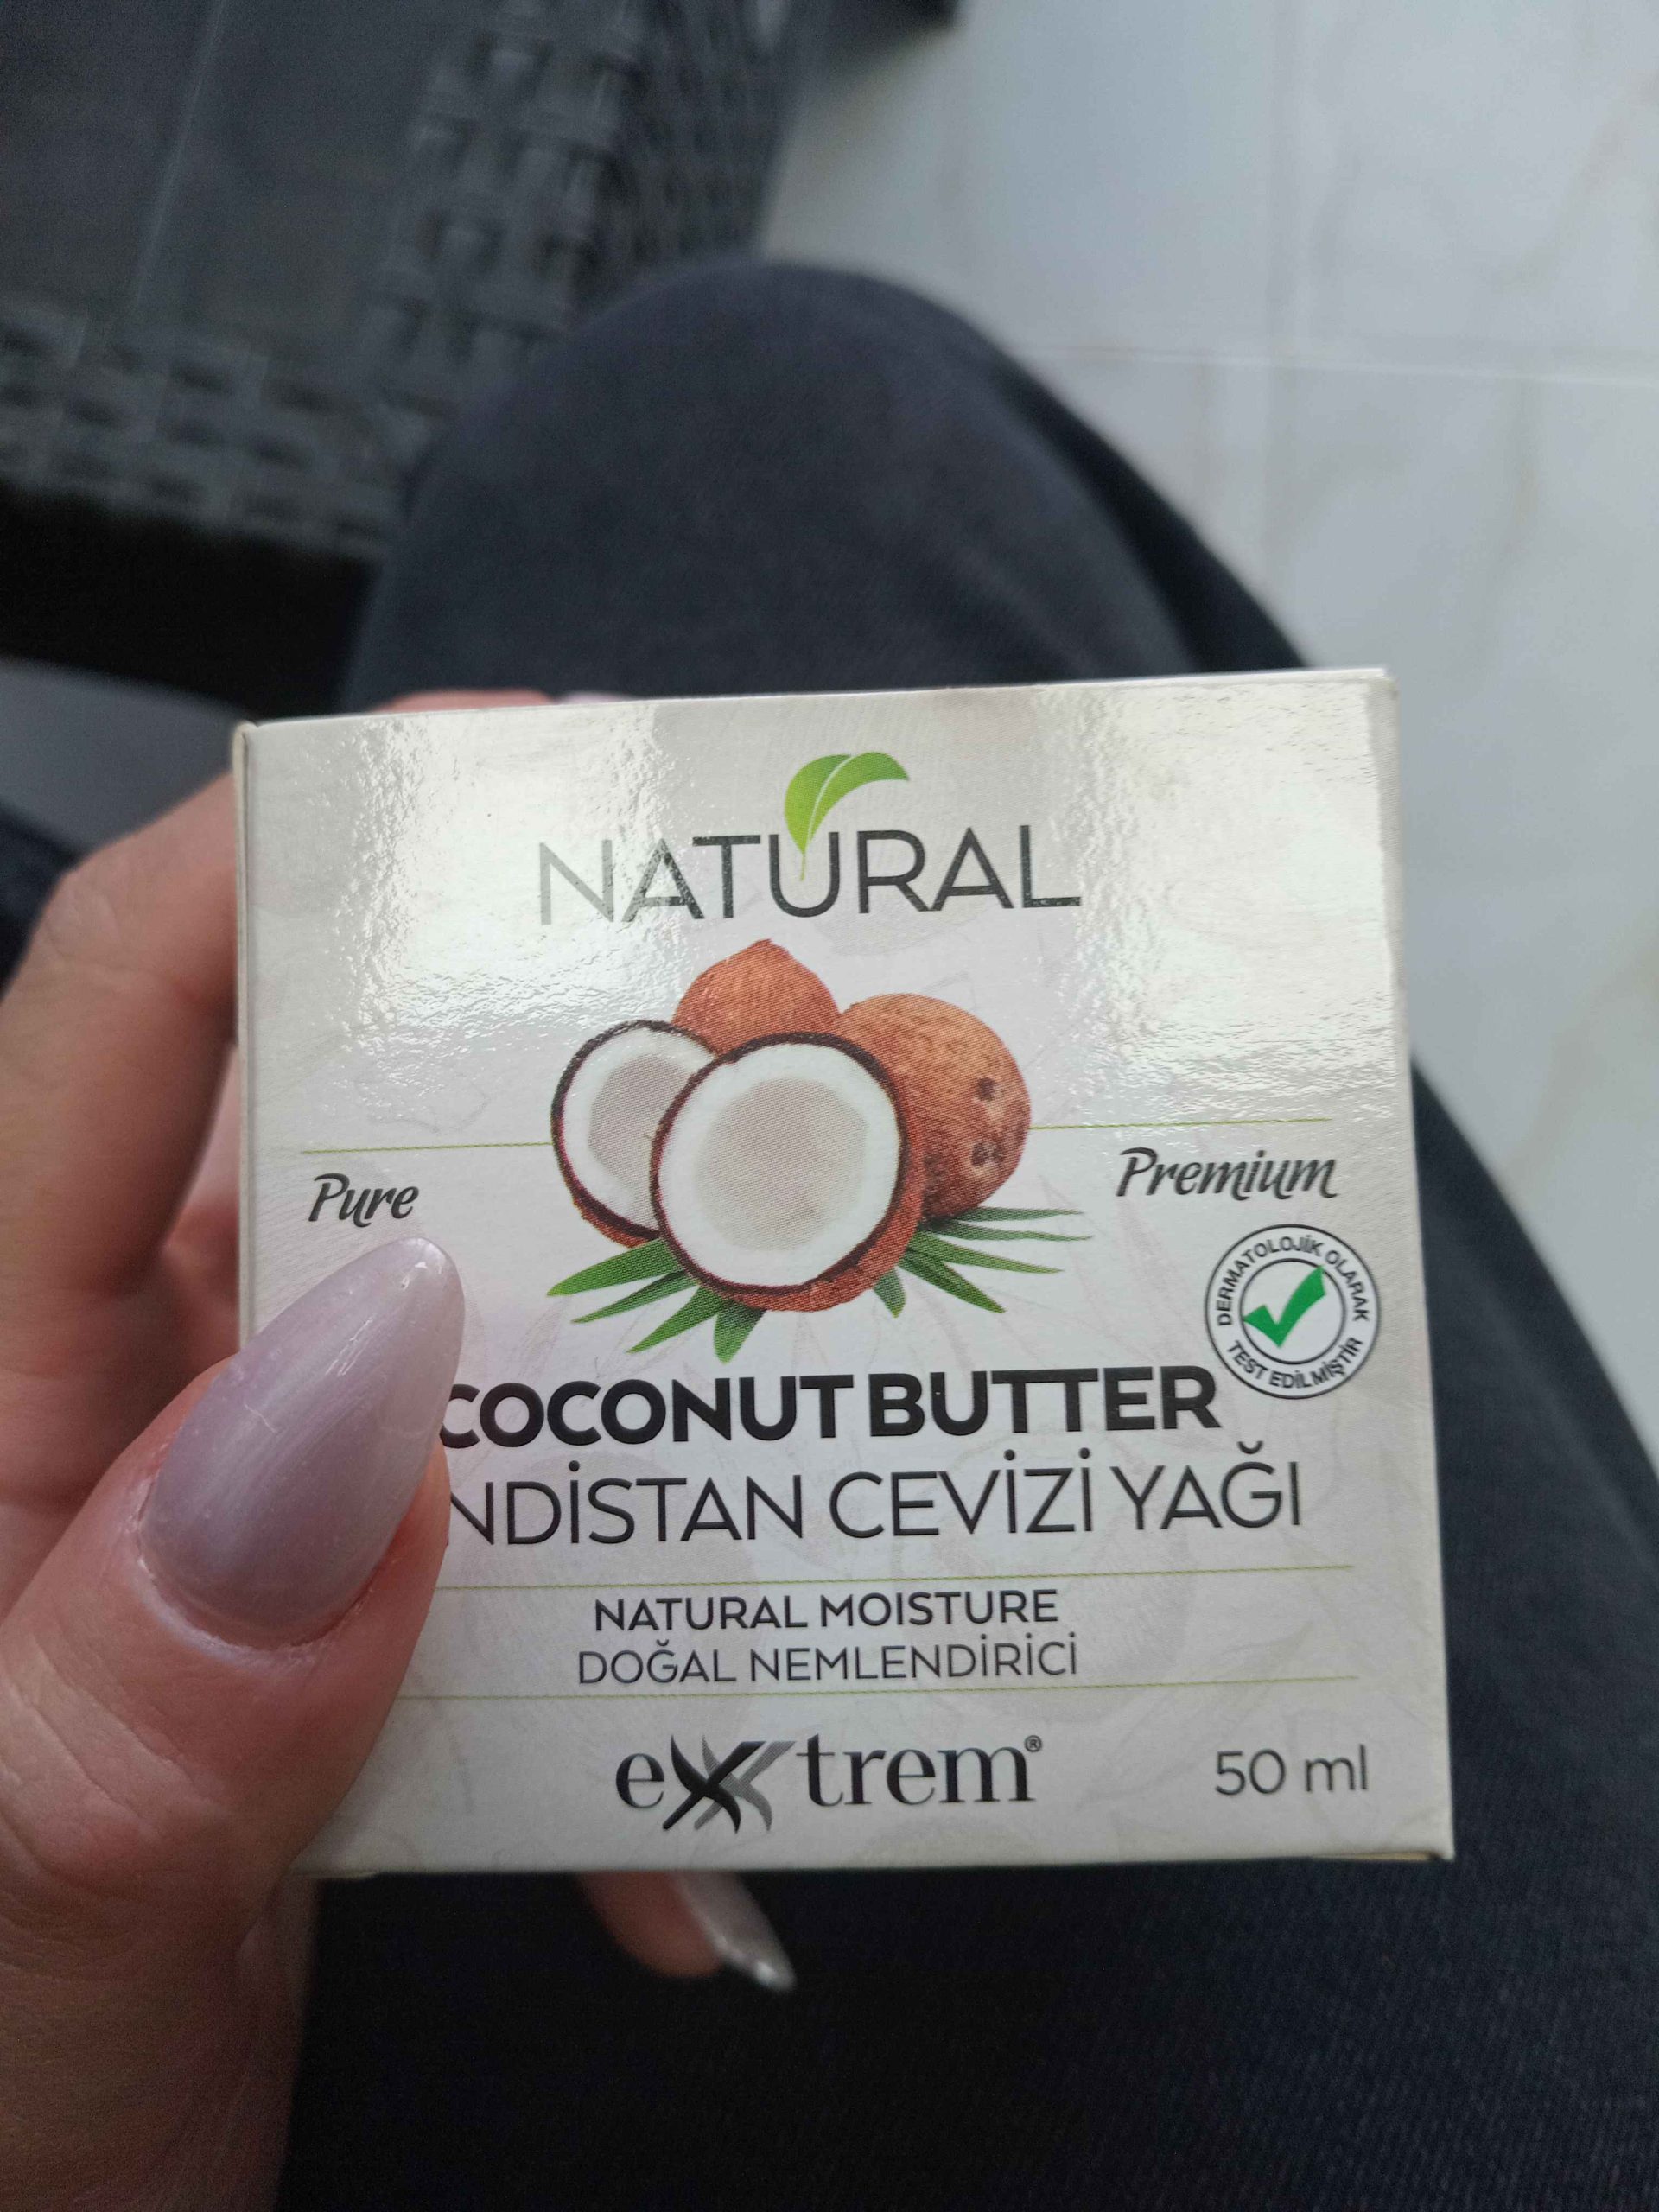 NATURAL
Pure
Premium
DERMATOLOJİK OLARAK
TEST EDİLMİŞTİR
COCONUT BUTTER
NDİSTAN CEVİZİ YAĞI
NATURAL MOISTURE
DOĞAL NEMLENDİRİCİ
exxtrem®
50 ml